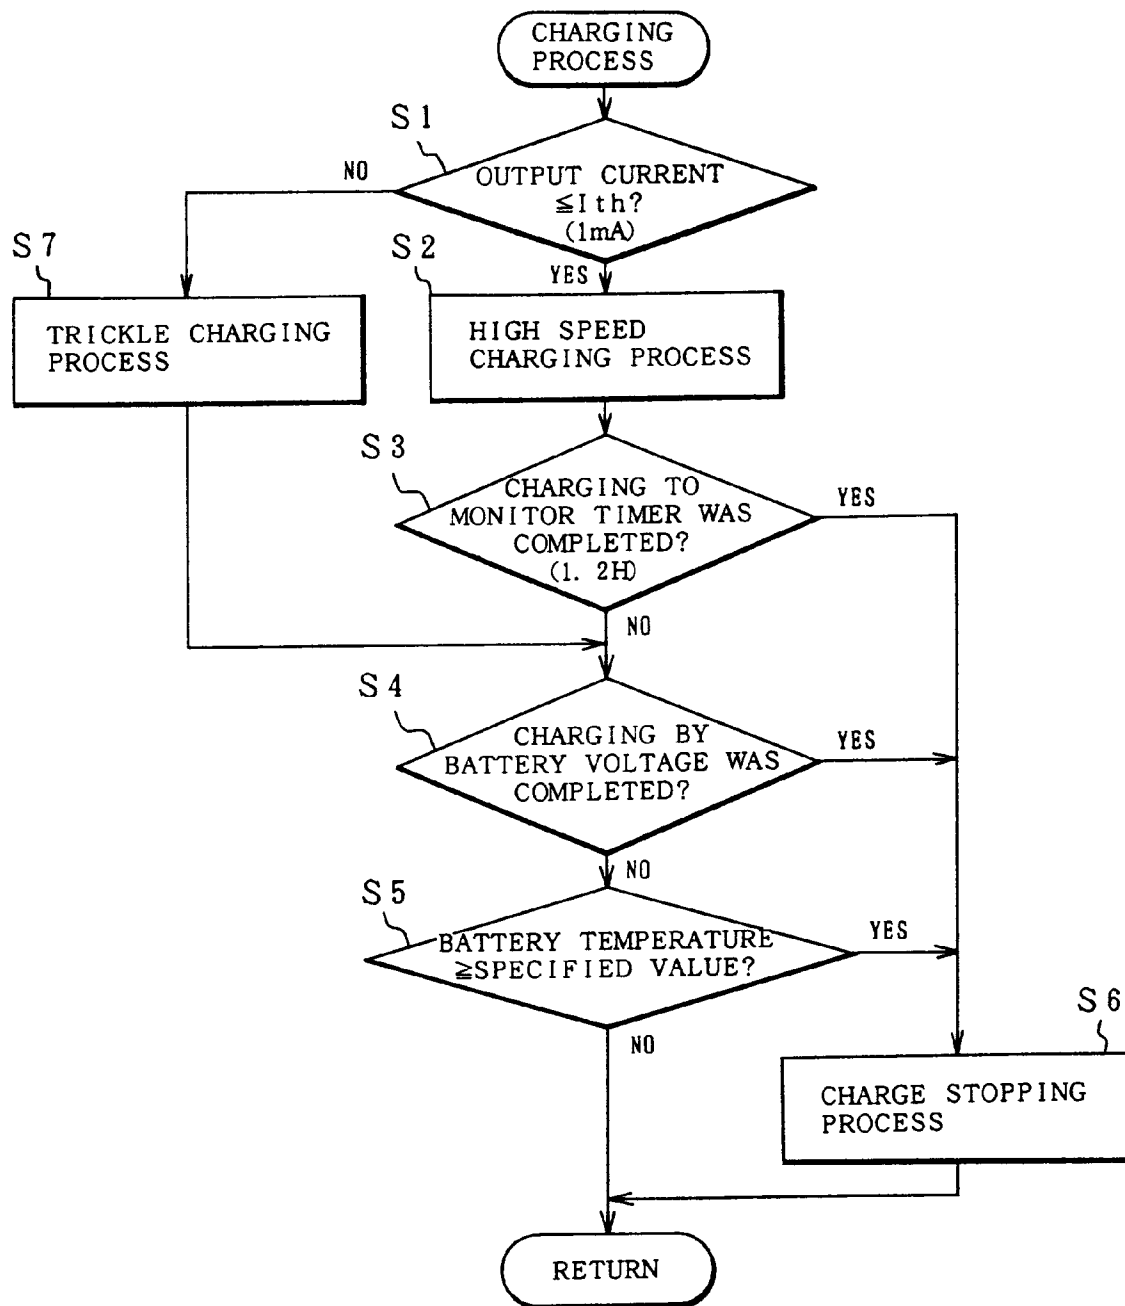 CHARGING
PROCESS
S1
NO
OUTPUT CURRENT
≦Ith?
(1mA)
S7
S2
YES
TRICKLE CHARGING
PROCESS
HIGH SPEED
CHARGING PROCESS
S3
CHARGING TO
MONITOR TIMER WAS
COMPLETED?
(1. 2H)
YES
NO
S4
CHARGING BY
BATTERY VOLTAGE WAS
COMPLETED?
YES
NO
S5
BATTERY TEMPERATURE
≧SPECIFIED VALUE?
YES
NO
S6
CHARGE STOPPING
PROCESS
RETURN